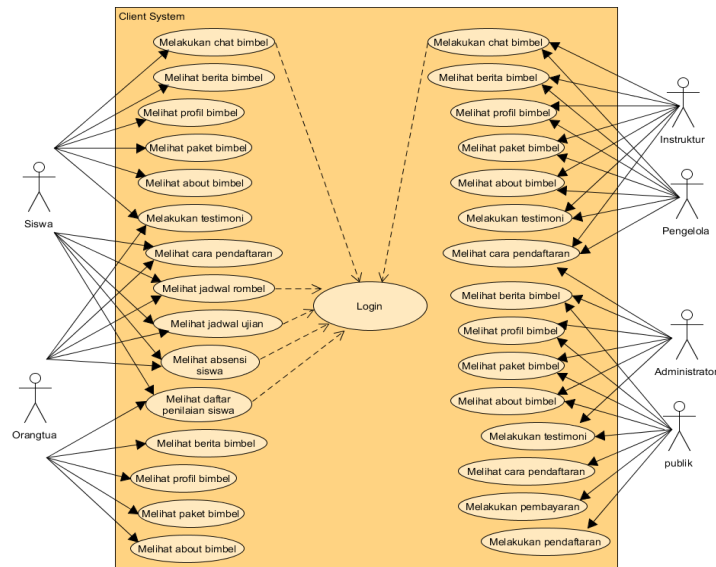 Client System
Melakukan chat bimbel
Melihat berita bimbel
Melihat profil bimbel
Melihat paket bimbel
Melihat about bimbel
Melakukan testimoni
Melihat cara pendaftaran
Melihat jadwal rombel
Melihat jadwal ujian
Melihat absensi
siswa
Melihat daftar
penilaian siswa
Melihat berita bimbel
Melihat profil bimbel
Melihat paket bimbel
Melihat about bimbel
Siswa
Orangtua
Login
Melakukan chat bimbel
Melihat berita bimbel
Melihat profil bimbel
Melihat paket bimbel
Melihat about bimbel
Melakukan testimoni
Melihat cara pendaftaran
Melihat berita bimbel
Melihat profil bimbel
Melihat paket bimbel
Melihat about bimbel
Melakukan testimoni
Melihat cara pendaftaran
Melakukan pembayaran
Melakukan pendaftaran
Instruktur
Pengelola
Administrator
publik